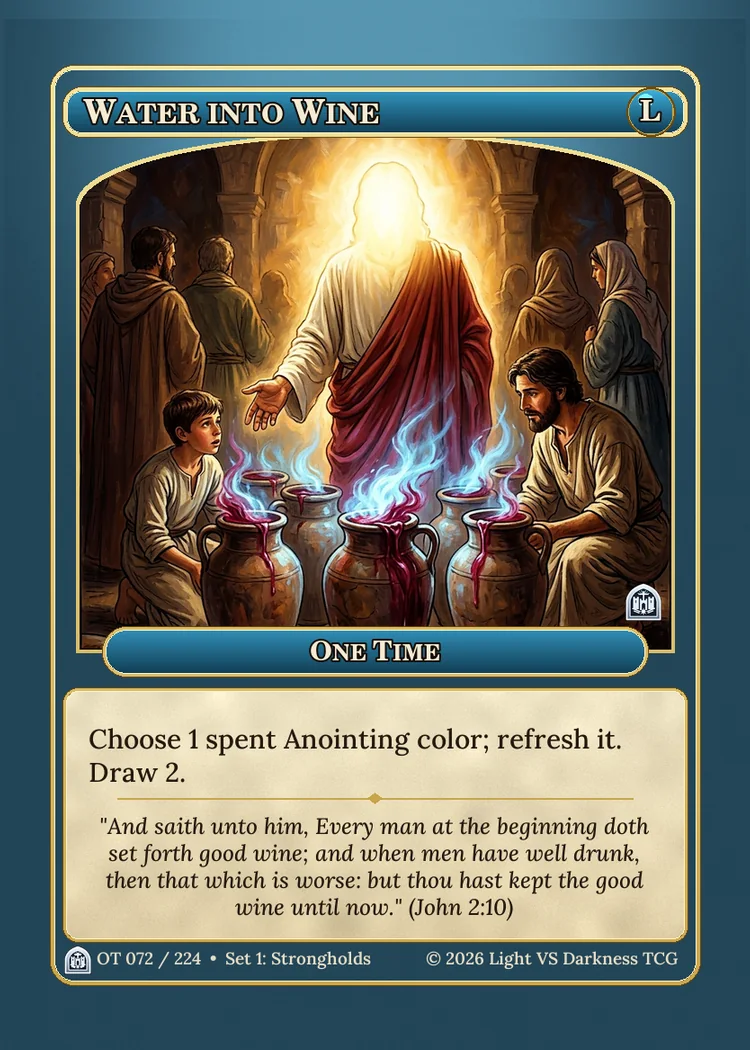 WATER INTO WINE
L
ONE TIME
Choose 1 spent Anointing color; refresh it.
Draw 2.
"And saith unto him, Every man at the beginning doth
set forth good wine; and when men have well drunk,
then that which is worse: but thou hast kept the good
wine until now." (John 2:10)
OT 072 / 224 • Set 1: Strongholds
© 2026 Light VS Darkness TCG